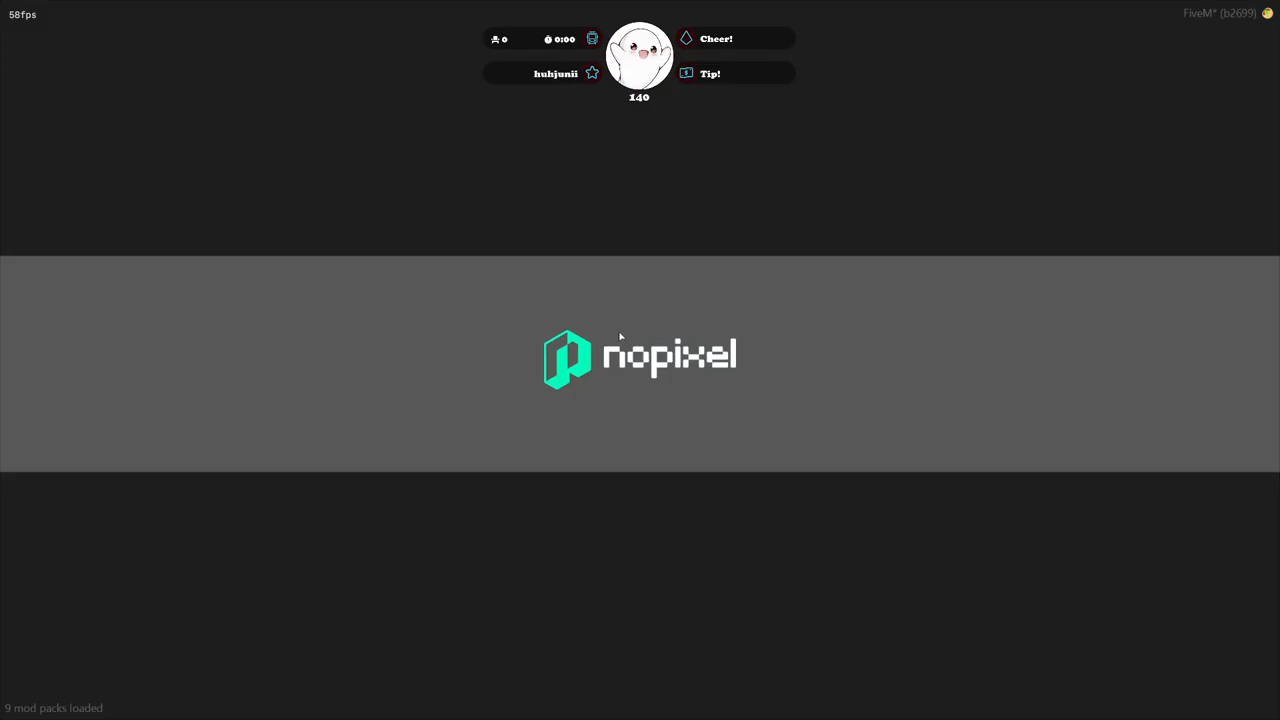 58fps
FiveM* (b2699)
0
0:00
Cheer!
huhjunii
Tip!
140
nopixel
9 mod packs loaded